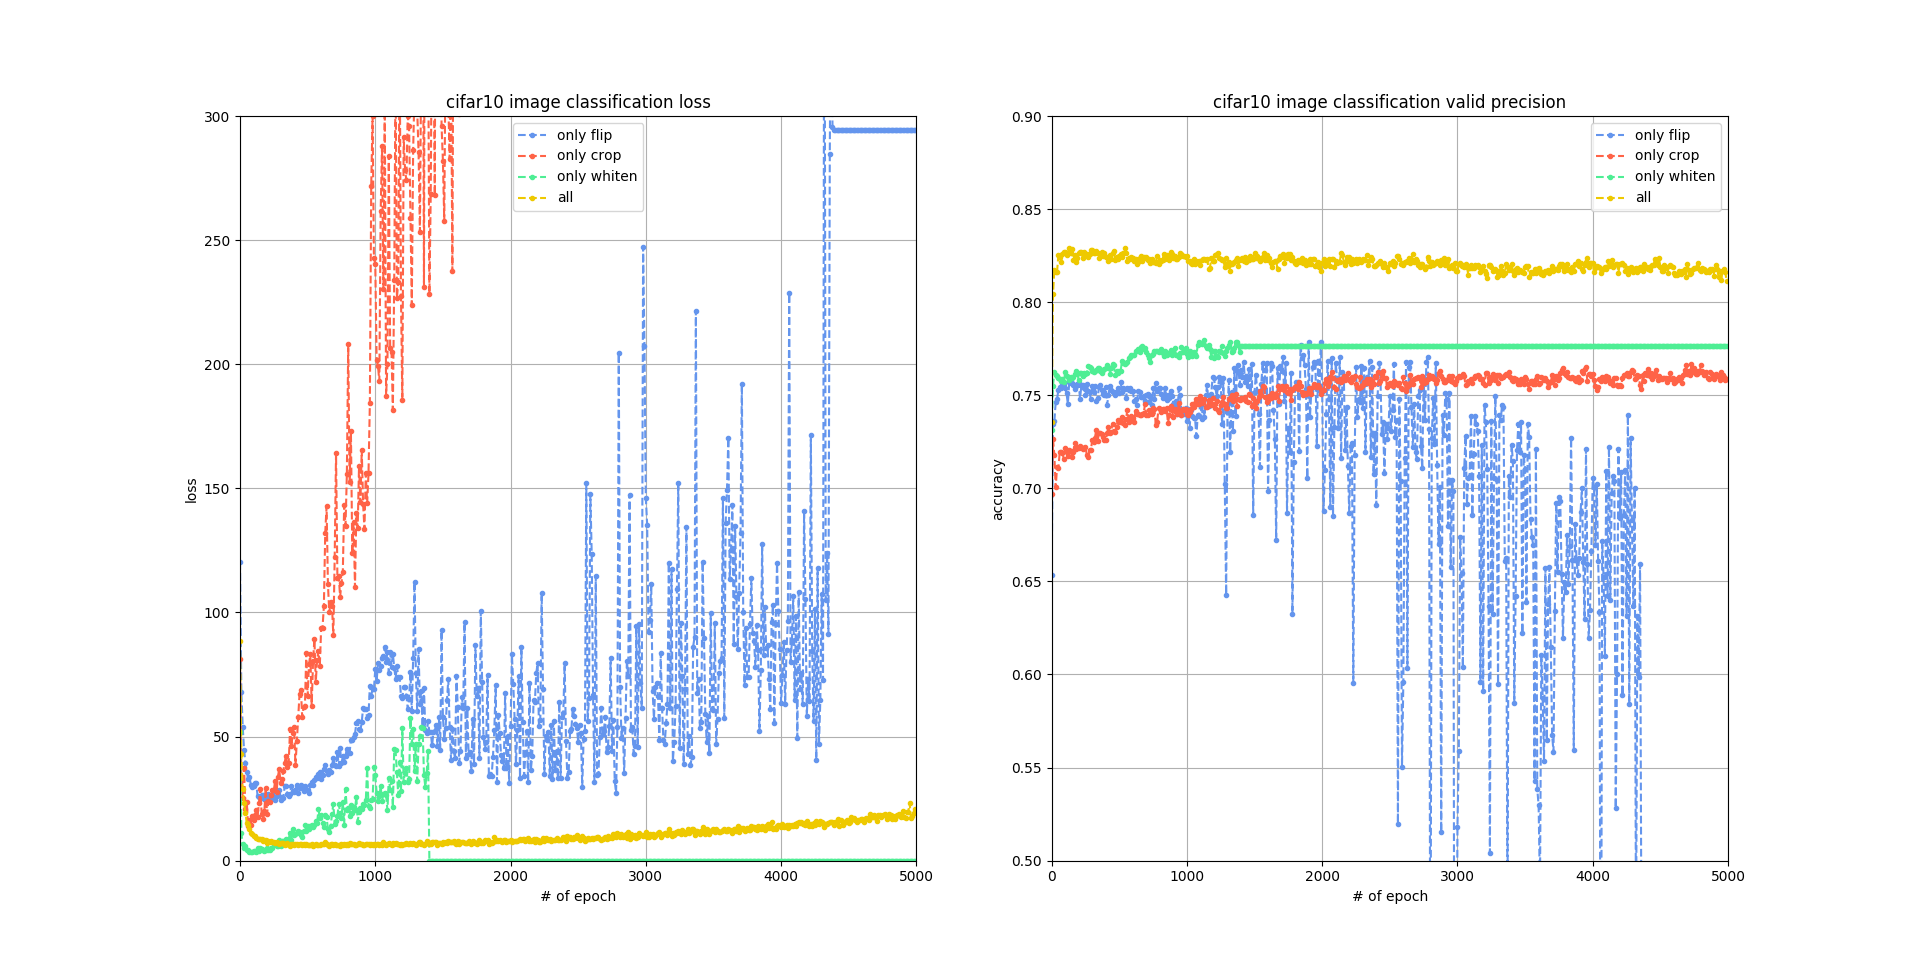 cifar10 image classification loss
300
250
200
150
100
50
0
loss
only flip
only crop
only whiten
all
0 1000 2000 3000 4000 5000
# of epoch
cifar10 image classification valid precision
0.90
0.85
0.80
0.75
0.70
0.65
0.60
0.55
0.50
accuracy
only flip
only crop
only whiten
all
0 1000 2000 3000 4000 5000
# of epoch